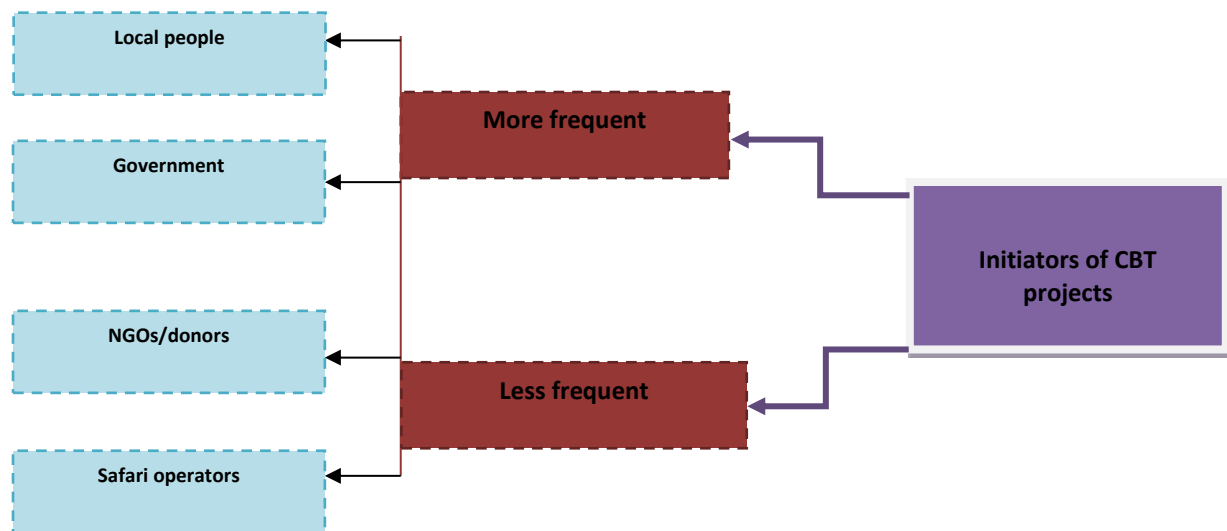 Local people
More frequent
Government
Initiators of CBT
projects
NGOs/donors
Less frequent
Safari operators